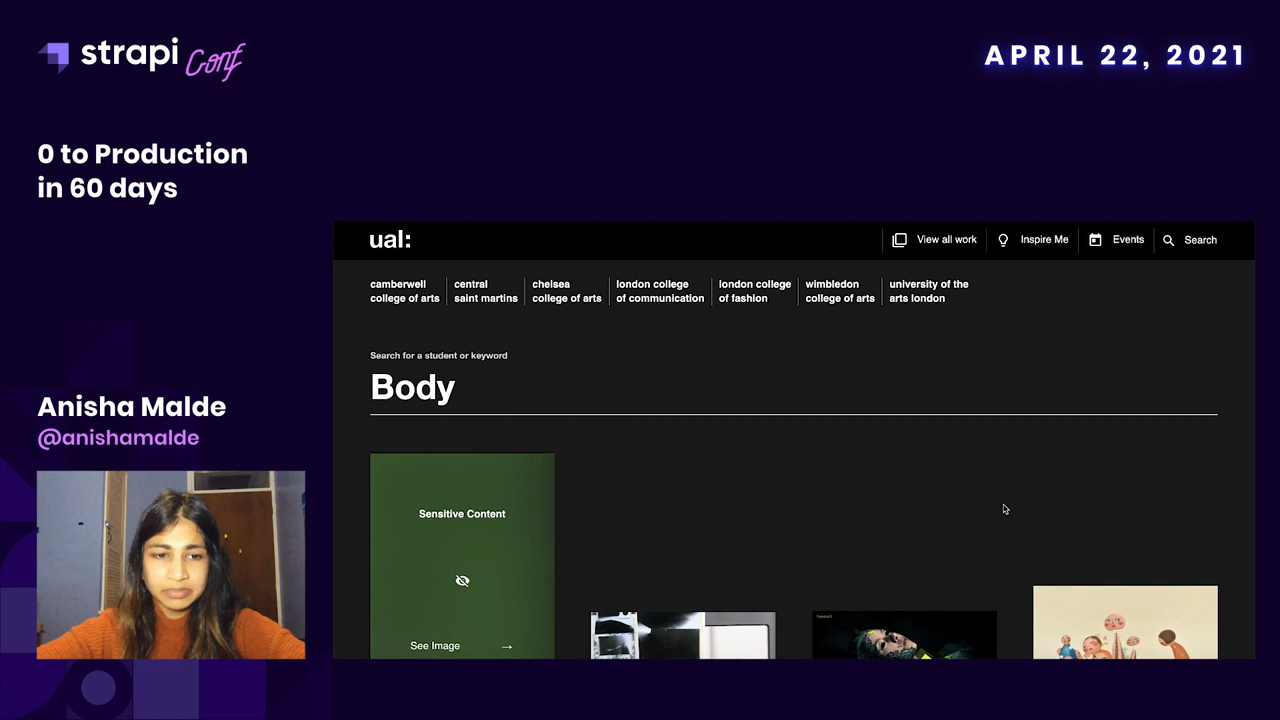 strapi Conf
APRIL 22, 2021
0 to Production
in 60 days
ual:
View all work
Inspire Me
Events
Search
camberwell
college of arts
central
saint martins
chelsea
college of arts
london college
of communication
london college
of fashion
wimbledon
college of arts
university of the
arts london
Search for a student or keyword
Body
Sensitive Content
See Image →
Anisha Malde
@anishamalde